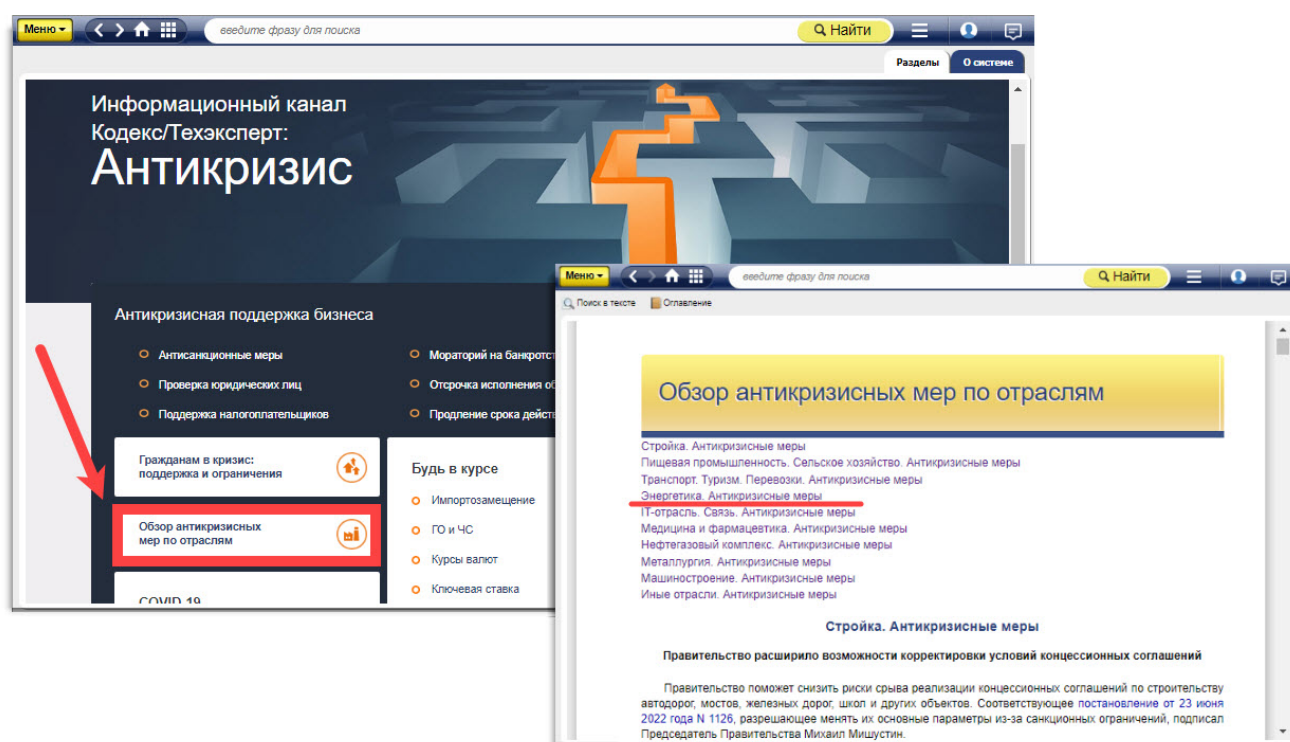 Меню
введите фразу для поиска
Найти
Разделы
О системе
Информационный канал
Кодекс/Техэксперт:
Антикризис
Антикризисная поддержка бизнеса
Антисанкционные меры
Проверка юридических лиц
Поддержка налогоплательщиков
Мораторий на банкротст
Отсрочка исполнения об
Продление срока дейст
Гражданам в кризис:
поддержка и ограничения
Обзор антикризисных
мер по отраслям
COVID-19
Будь в курсе
Импортозамещение
ГО и ЧС
Курсы валют
Ключевая ставка
Меню
введите фразу для поиска
Найти
Поиск в тексте
Оглавление
Обзор антикризисных мер по отраслям
Стройка. Антикризисные меры
Пищевая промышленность. Сельское хозяйство. Антикризисные меры
Транспорт. Туризм. Перевозки. Антикризисные меры
Энергетика. Антикризисные меры
IT-отрасль. Связь. Антикризисные меры
Медицина и фармацевтика. Антикризисные меры
Нефтегазовый комплекс. Антикризисные меры
Металлургия. Антикризисные меры
Машиностроение. Антикризисные меры
Иные отрасли. Антикризисные меры
Стройка. Антикризисные меры
Правительство расширило возможности корректировки условий концессионных соглашений
Правительство поможет снизить риски срыва реализации концессионных соглашений по строительству
автодорог, мостов, железных дорог, школ и других объектов. Соответствующее постановление от 23 июня
2022 года N 1126, разрешающее менять их основные параметры из-за санкционных ограничений, подписал
Председатель Правительства Михаил Мишустин.